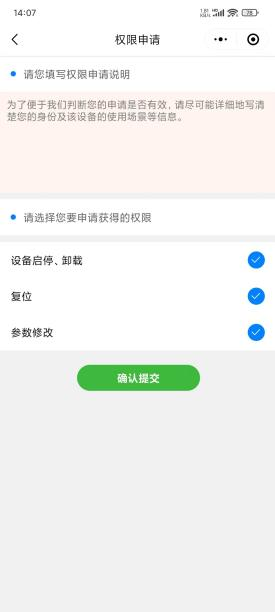 14:07
权限申请
请您填写权限申请说明
为了便于我们判断您的申请是否有效，请尽可能详细地写清
楚您的身份及该设备的使用场景等信息。
请选择您要申请获得的权限
设备启停、卸载
复位
参数修改
确认提交